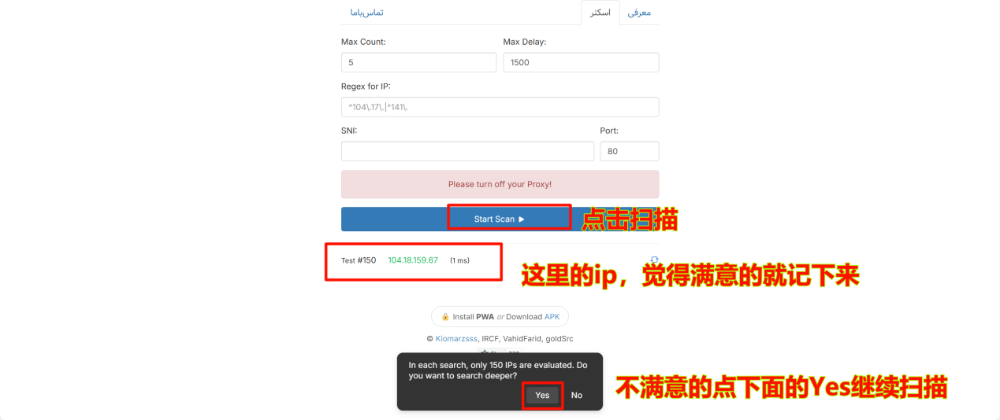 معرفی
اسکنر
تماس‌باما
Max Count:
Max Delay:
5
1500
Regex for IP:
^104\.17\.|^141\.
SNI:
Port:
80
Please turn off your Proxy!
Start Scan
点击扫描
Test #150 104.18.159.67 (1 ms)
这里的ip，觉得满意的就记下来
Install PWA or Download APK
© Kiomarzsss, IRCF, VahidFarid, goldSrc
In each search, only 150 IPs are evaluated. Do
you want to search deeper?
Yes
No
不满意的点下面的Yes继续扫描